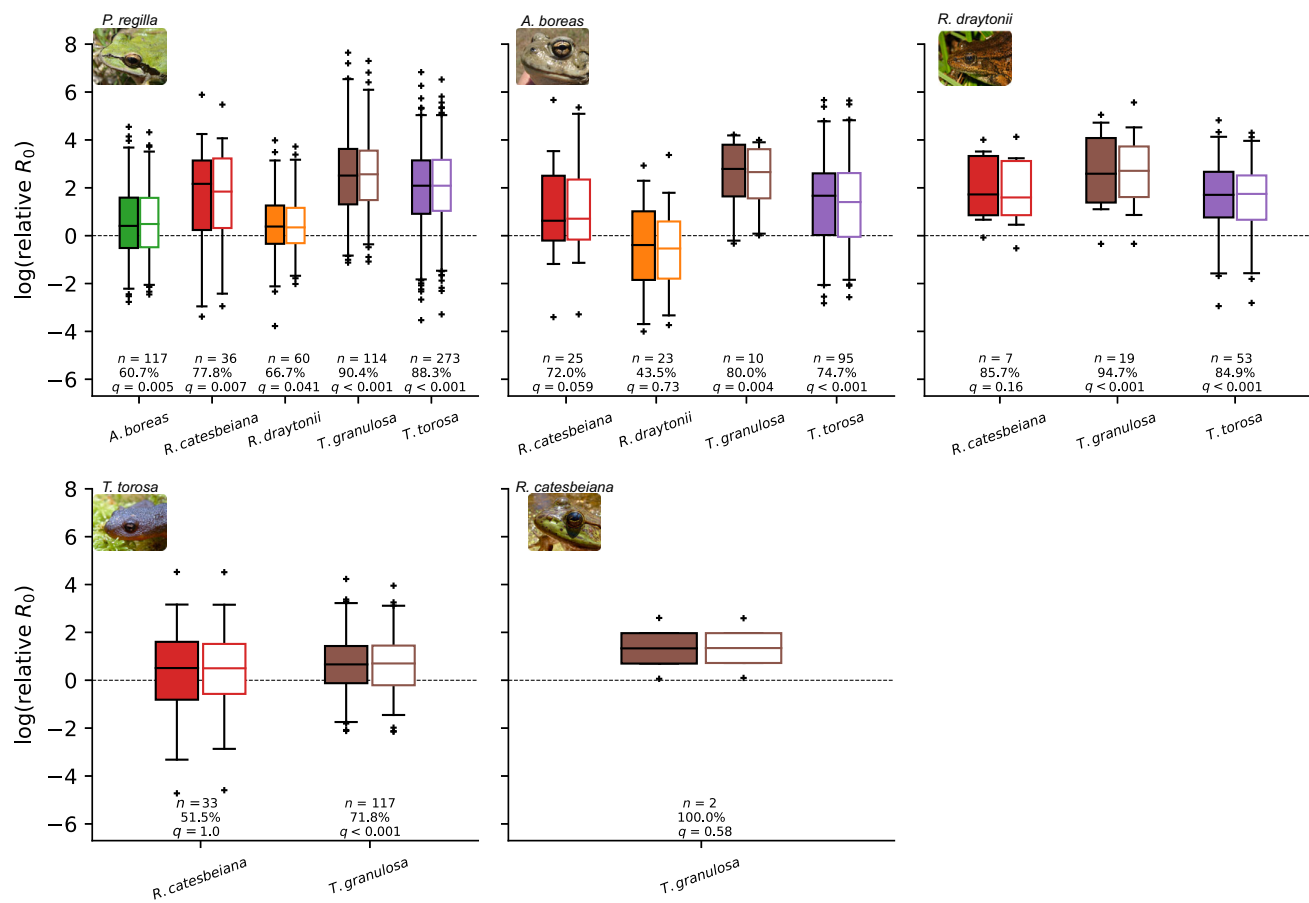 P. regilla
A. boreas
R. draytonii
log(relative R0)
8
6
4
2
0
−2
−4
−6
n = 117
60.7%
q = 0.005
n = 36
77.8%
q = 0.007
n = 60
66.7%
q = 0.041
n = 114
90.4%
q < 0.001
n = 273
88.3%
q < 0.001
A. boreas
R. catesbeiana
R. draytonii
T. granulosa
T. torosa
n = 25
72.0%
q = 0.059
n = 23
43.5%
q = 0.73
n = 10
80.0%
q = 0.004
n = 95
74.7%
q < 0.001
R. catesbeiana
R. draytonii
T. granulosa
T. torosa
n = 7
85.7%
q = 0.16
n = 19
94.7%
q < 0.001
n = 53
84.9%
q < 0.001
R. catesbeiana
T. granulosa
T. torosa
T. torosa
R. catesbeiana
log(relative R0)
8
6
4
2
0
−2
−4
−6
n = 33
51.5%
q = 1.0
n = 117
71.8%
q < 0.001
R. catesbeiana
T. granulosa
n = 2
100.0%
q = 0.58
T. granulosa